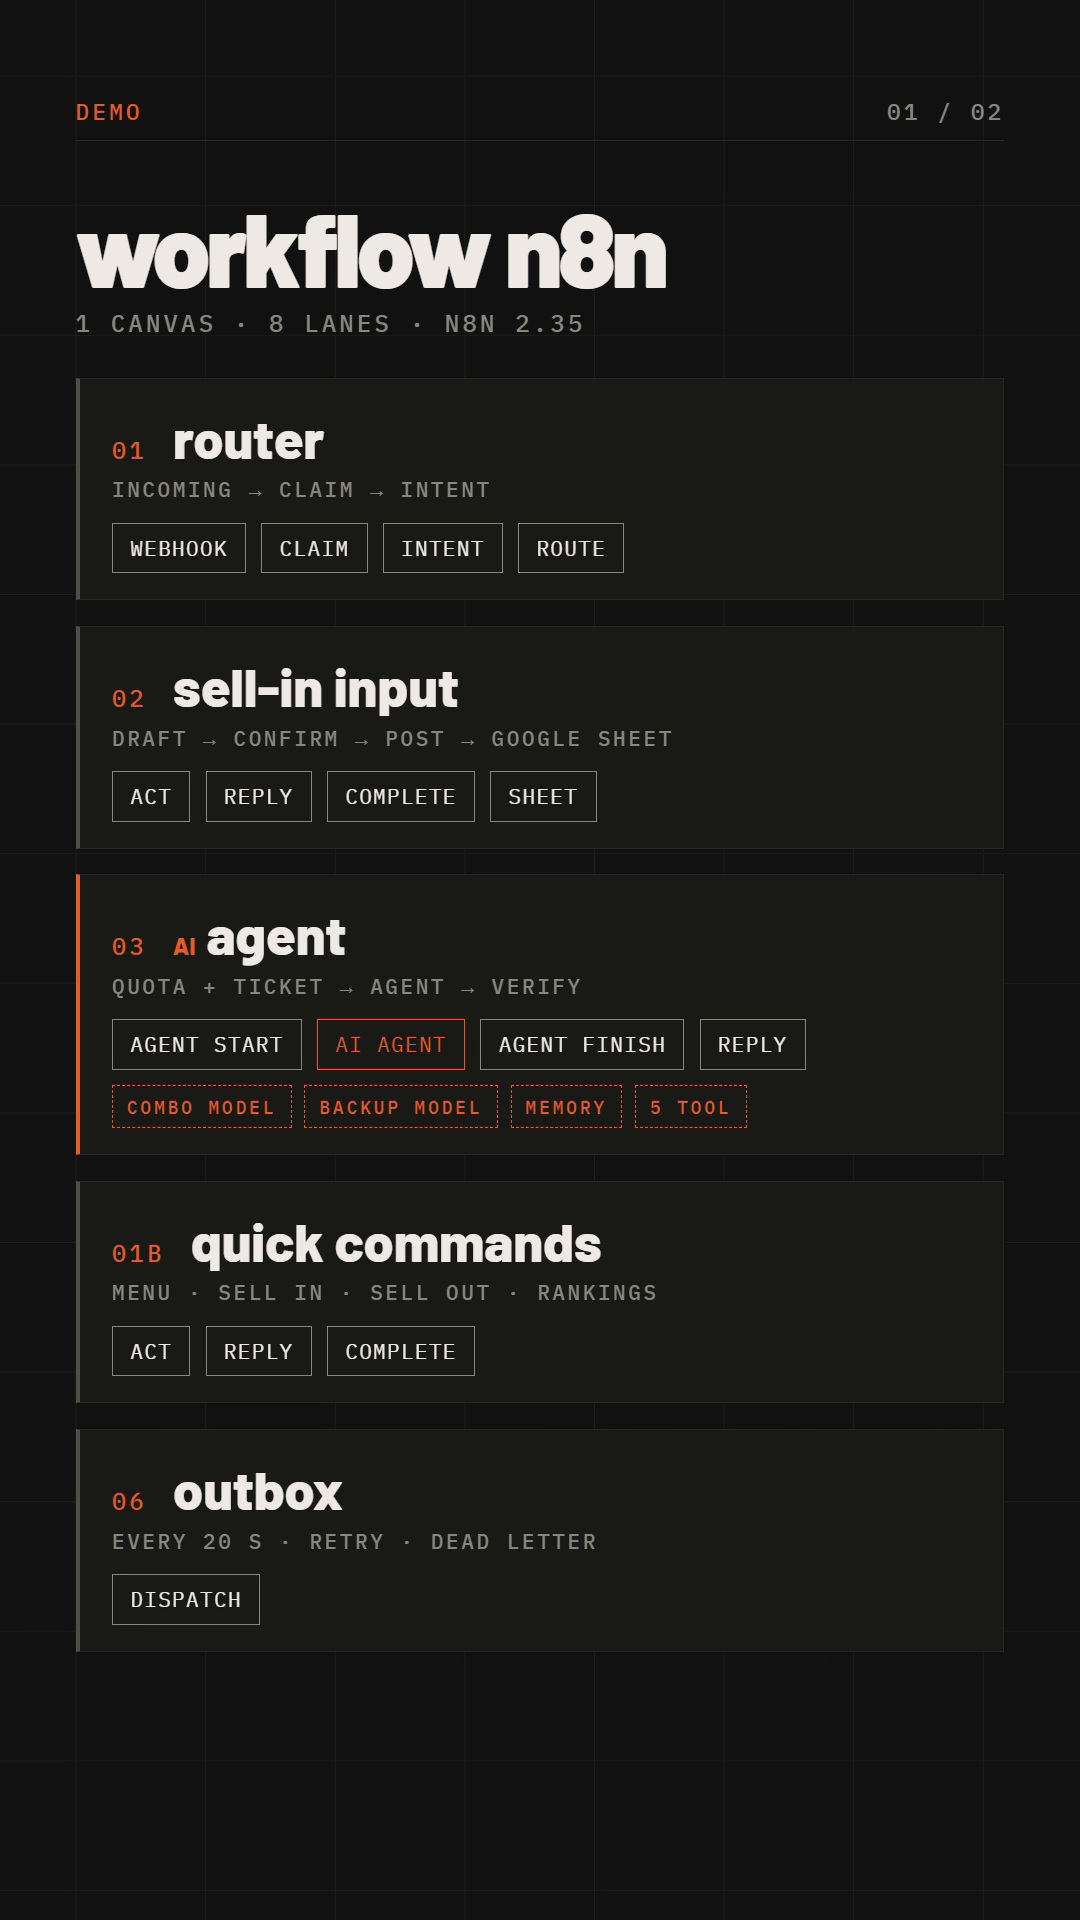 DEMO
01 / 02
workflow n8n
1 CANVAS · 8 LANES · N8N 2.35
01 router
INCOMING → CLAIM → INTENT
WEBHOOK CLAIM INTENT ROUTE
02 sell-in input
DRAFT → CONFIRM → POST → GOOGLE SHEET
ACT REPLY COMPLETE SHEET
03 AI agent
QUOTA + TICKET → AGENT → VERIFY
AGENT START AI AGENT AGENT FINISH REPLY
COMBO MODEL BACKUP MODEL MEMORY 5 TOOL
01B quick commands
MENU · SELL IN · SELL OUT · RANKINGS
ACT REPLY COMPLETE
06 outbox
EVERY 20 S · RETRY · DEAD LETTER
DISPATCH